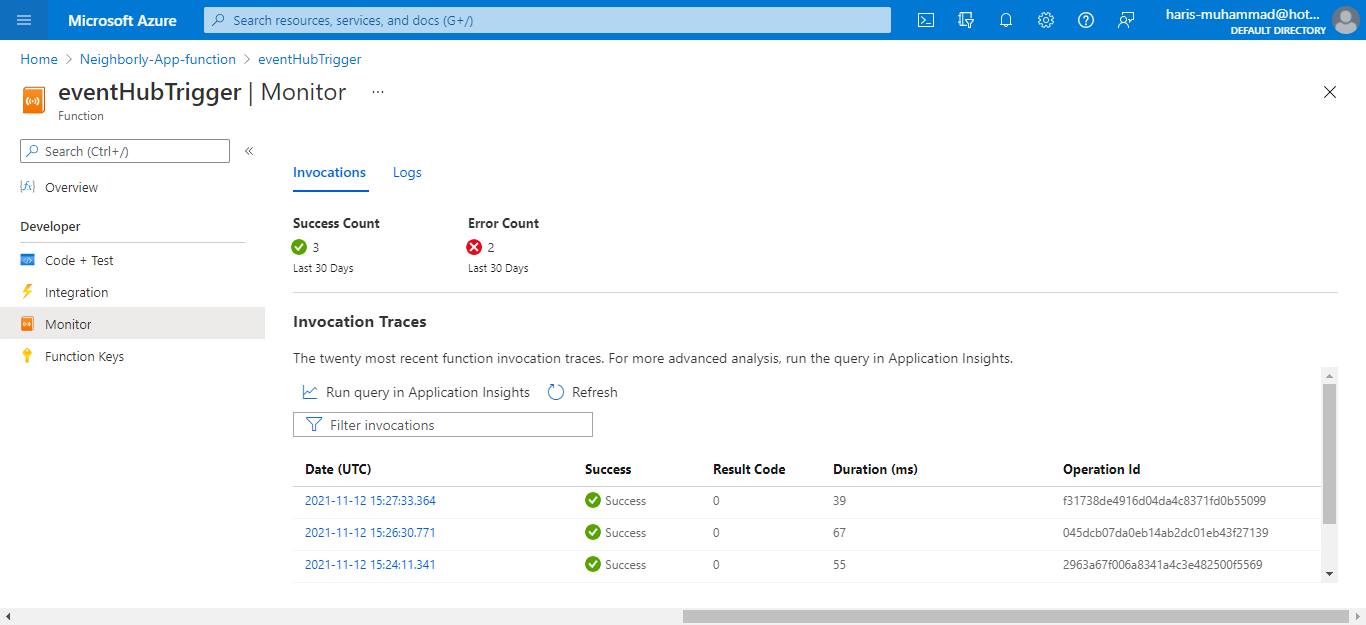 Microsoft Azure
Search resources, services, and docs (G+/)
haris-muhammad@hot...
DEFAULT DIRECTORY
Home > Neighborly-App-function > eventHubTrigger
eventHubTrigger | Monitor ...
Function
Search (Ctrl+/)
«
Overview
Developer
Code + Test
Integration
Monitor
Function Keys
Invocations Logs
Success Count Error Count
3 2
Last 30 Days Last 30 Days
Invocation Traces
The twenty most recent function invocation traces. For more advanced analysis, run the query in Application Insights.
Run query in Application Insights Refresh
Filter invocations
Date (UTC) Success Result Code Duration (ms) Operation Id
2021-11-12 15:27:33.364 Success 0 39 f31738de4916d04da4c8371fd0b55099
2021-11-12 15:26:30.771 Success 0 67 045dcb07da0eb14ab2dc01eb43f27139
2021-11-12 15:24:11.341 Success 0 55 2963a67f006a8341a4c3e482500f5569